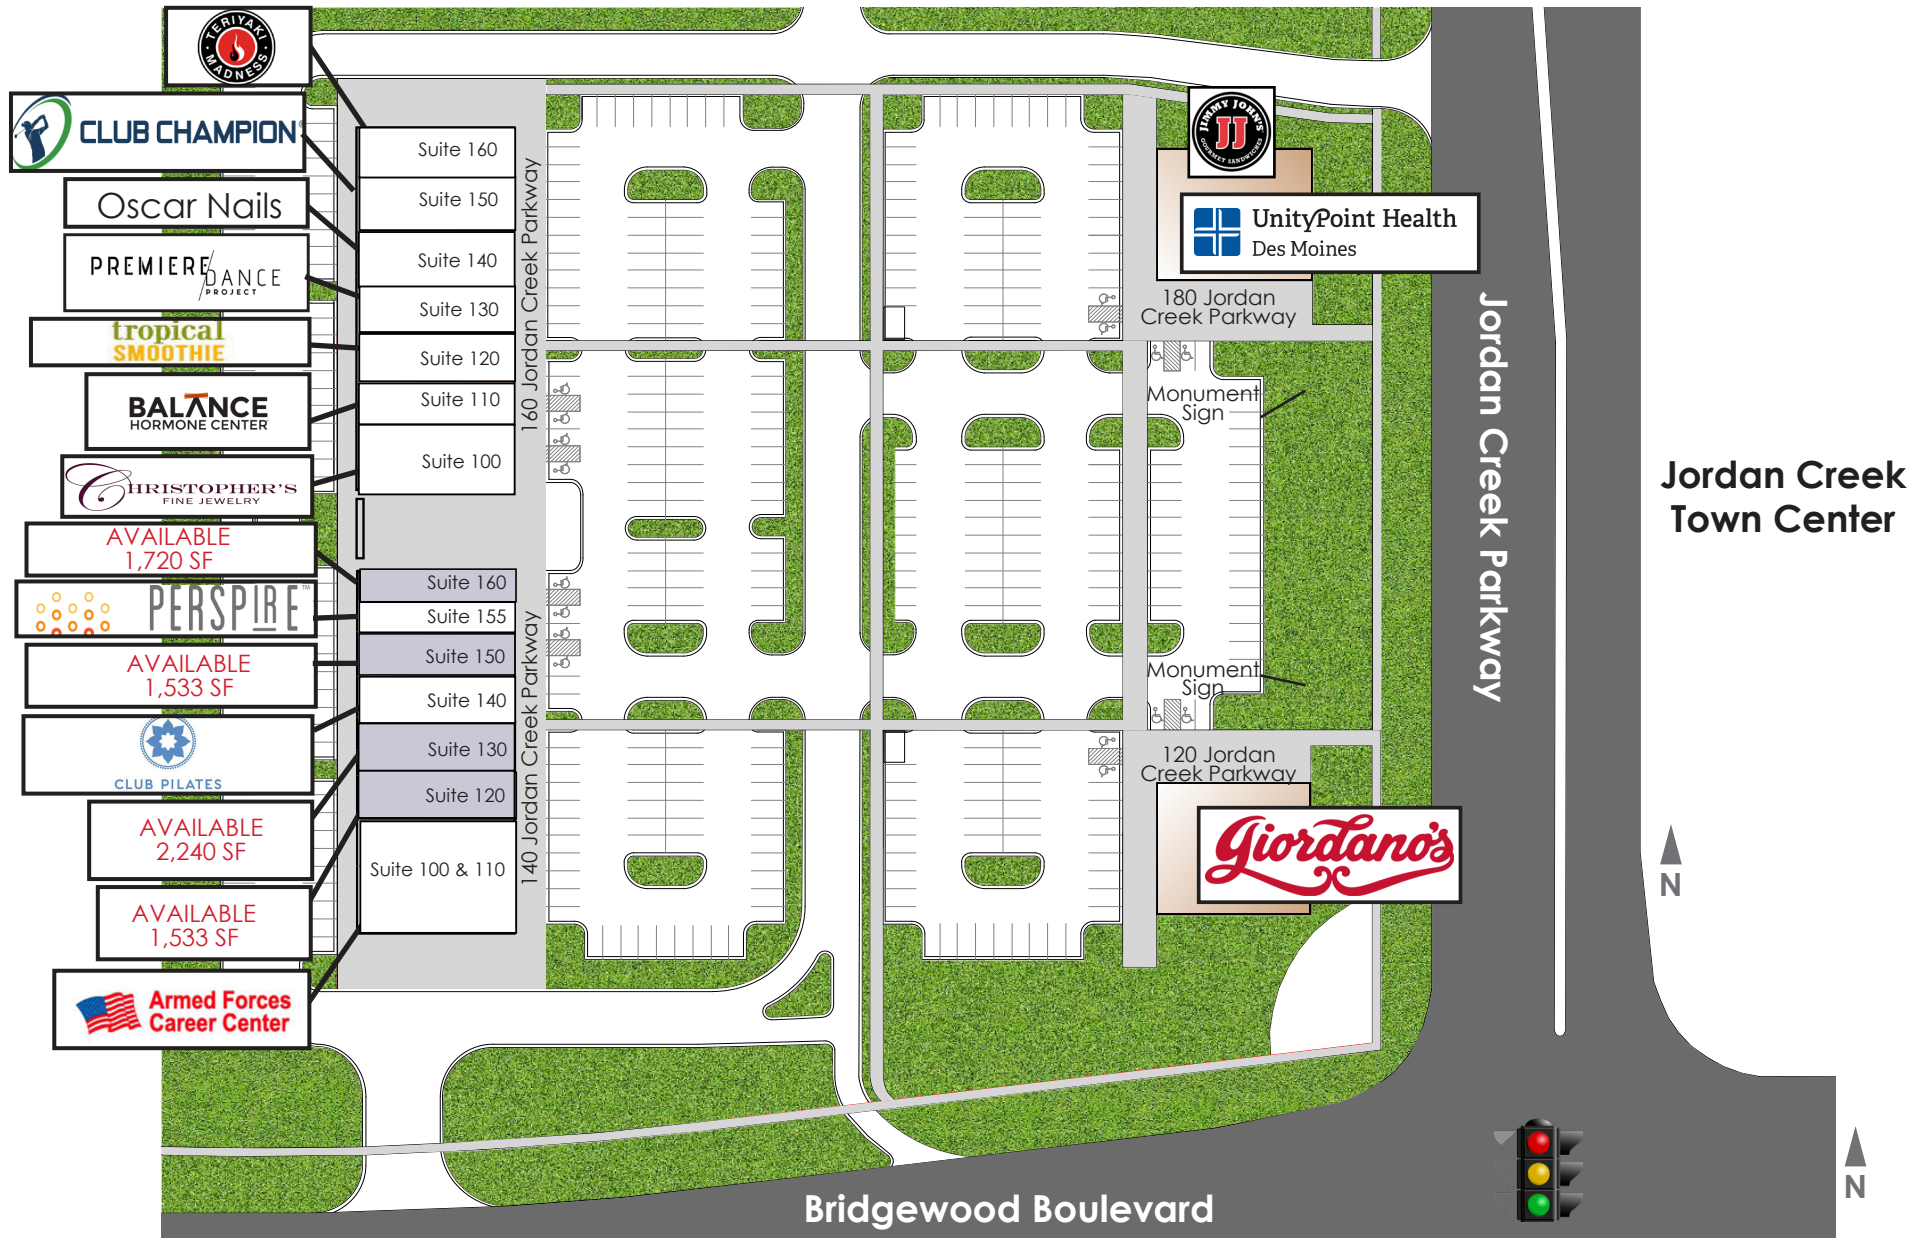 TERIYAKI
MADNESS
CLUB CHAMPION
Oscar Nails
PREMIERE/DANCE
PROJECT
tropical
SMOOTHIE
BALANCE
HORMONE CENTER
CHRISTOPHER'S
FINE JEWELRY
AVAILABLE
1,720 SF
PERSPIRE™
AVAILABLE
1,533 SF
CLUB PILATES
AVAILABLE
2,240 SF
AVAILABLE
1,533 SF
Armed Forces
Career Center
Suite 160
Suite 150
Suite 140
Suite 130
Suite 120
Suite 110
Suite 100
160 Jordan Creek Parkway
Suite 160
Suite 155
Suite 150
Suite 140
Suite 130
Suite 120
Suite 100 & 110
140 Jordan Creek Parkway
JIMMY JOHN'S
JJ
GOURMET SANDWICHES
UnityPoint Health
Des Moines
180 Jordan
Creek Parkway
Monument
Sign
Monument
Sign
120 Jordan
Creek Parkway
Giordano's
Jordan Creek Parkway
Jordan Creek
Town Center
N
N
Bridgewood Boulevard